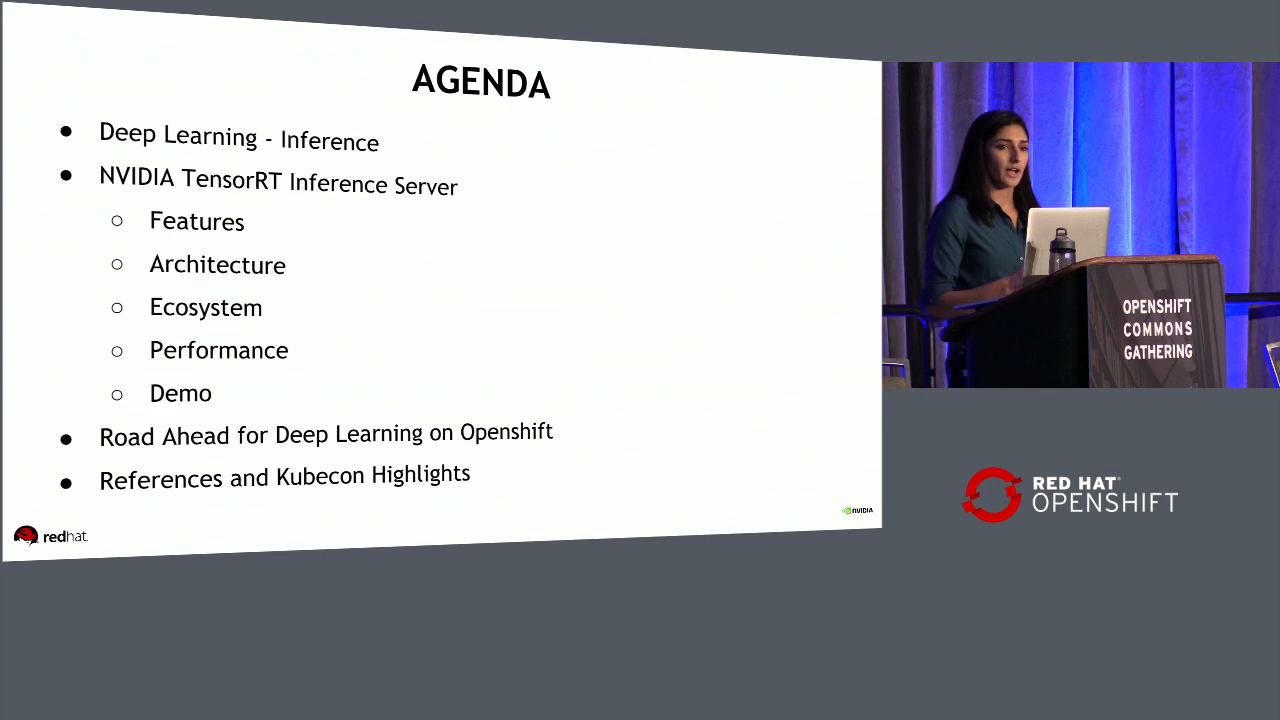 AGENDA
● Deep Learning - Inference
● NVIDIA TensorRT Inference Server
○ Features
○ Architecture
○ Ecosystem
○ Performance
○ Demo
● Road Ahead for Deep Learning on Openshift
● References and Kubecon Highlights
redhat.
NVIDIA
OPENSHIFT
COMMONS
GATHERING
RED HAT®
OPENSHIFT